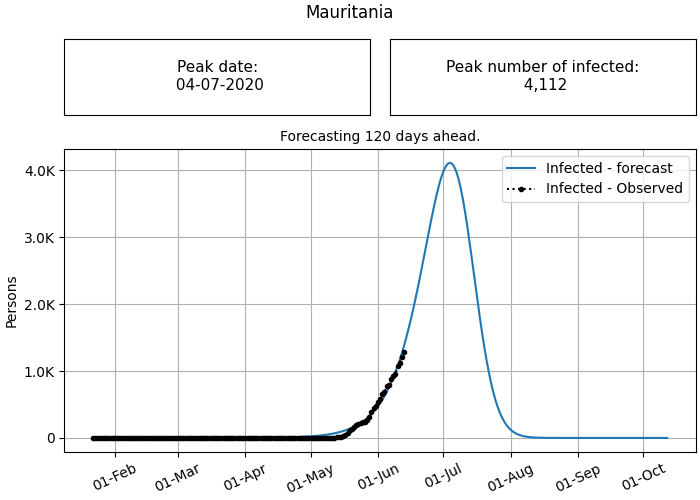 Mauritania
Peak date:
04-07-2020
Peak number of infected:
4,112
Forecasting 120 days ahead.
Infected - forecast
Infected - Observed
4.0K
3.0K
2.0K
1.0K
0
Persons
01-Feb
01-Mar
01-Apr
01-May
01-Jun
01-Jul
01-Aug
01-Sep
01-Oct